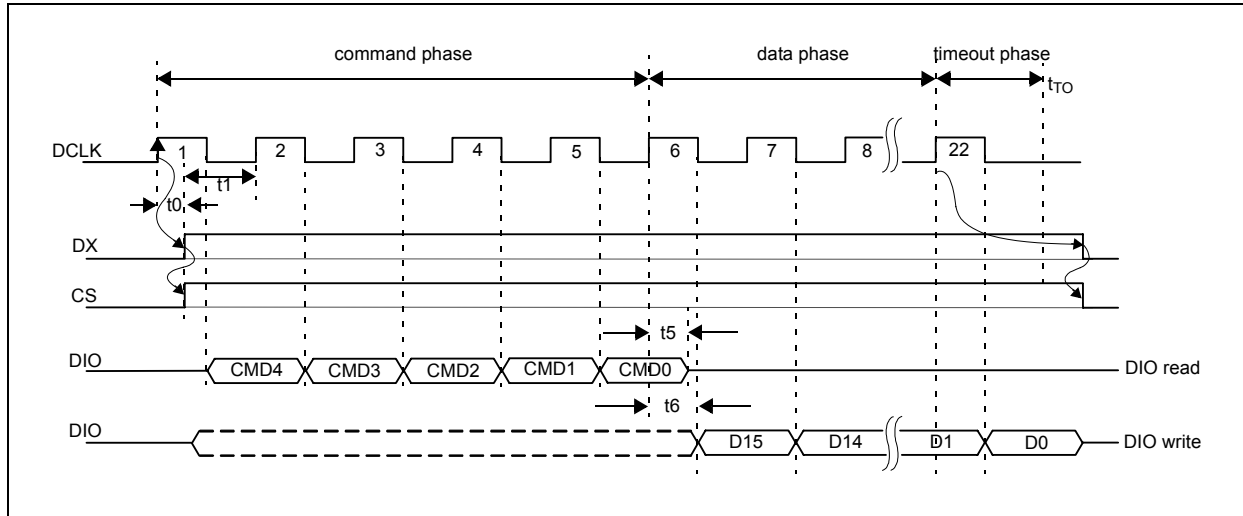 command phase data phase timeout phase
tTO
DCLK 1 2 3 4 5 6 7 8 22
t1
t0
DX
CS
t5
DIO CMD4 CMD3 CMD2 CMD1 CMD0 DIO read
t6
DIO D15 D14 D1 D0 DIO write